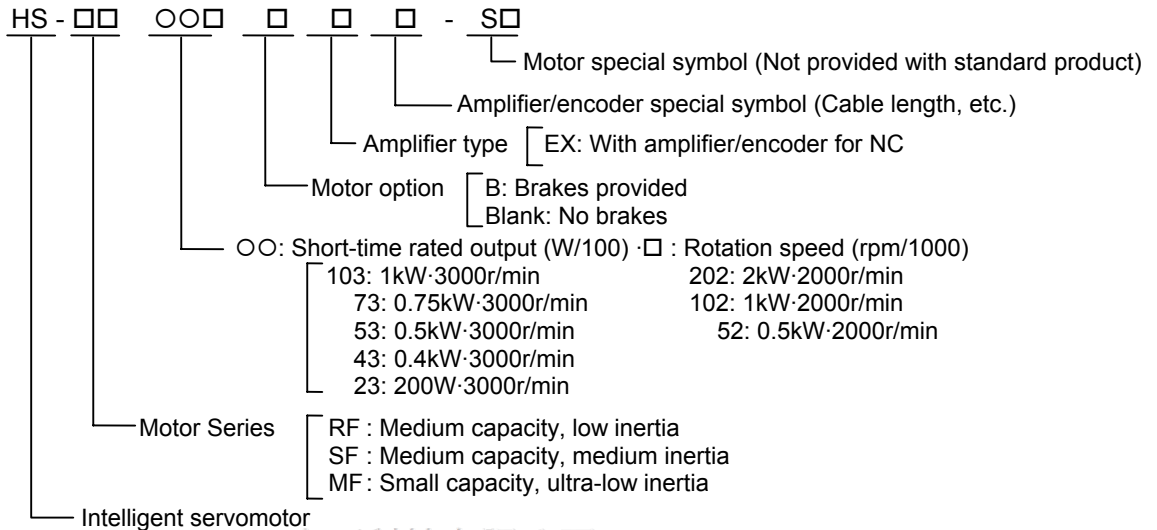 HS - □□ ○○□ □ □ □ - S□
Motor special symbol (Not provided with standard product)
Amplifier/encoder special symbol (Cable length, etc.)
Amplifier type EX: With amplifier/encoder for NC
Motor option B: Brakes provided
Blank: No brakes
○○: Short-time rated output (W/100) ·□ : Rotation speed (rpm/1000)
103: 1kW·3000r/min 202: 2kW·2000r/min
73: 0.75kW·3000r/min 102: 1kW·2000r/min
53: 0.5kW·3000r/min 52: 0.5kW·2000r/min
43: 0.4kW·3000r/min
23: 200W·3000r/min
Motor Series RF : Medium capacity, low inertia
SF : Medium capacity, medium inertia
MF : Small capacity, ultra-low inertia
Intelligent servomotor